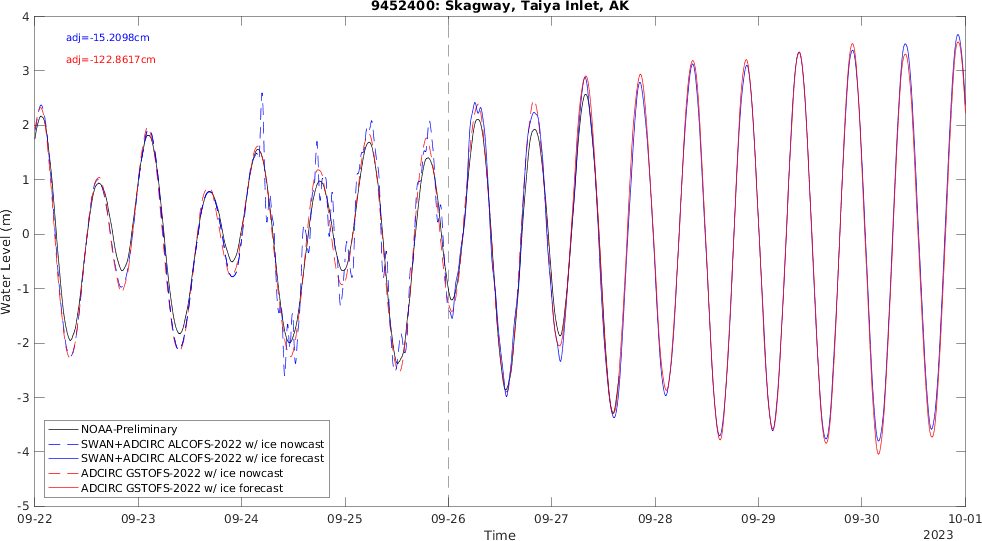 9452400: Skagway, Taiya Inlet, AK
adj=-15.2098cm
adj=-122.8617cm
4
3
2
1
0
-1
-2
-3
-4
-5
Water Level (m)
NOAA-Preliminary
SWAN+ADCIRC ALCOFS-2022 w/ ice nowcast
SWAN+ADCIRC ALCOFS-2022 w/ ice forecast
ADCIRC GSTOFS-2022 w/ ice nowcast
ADCIRC GSTOFS-2022 w/ ice forecast
09-22 09-23 09-24 09-25 09-26 09-27 09-28 09-29 09-30 10-01
Time
2023